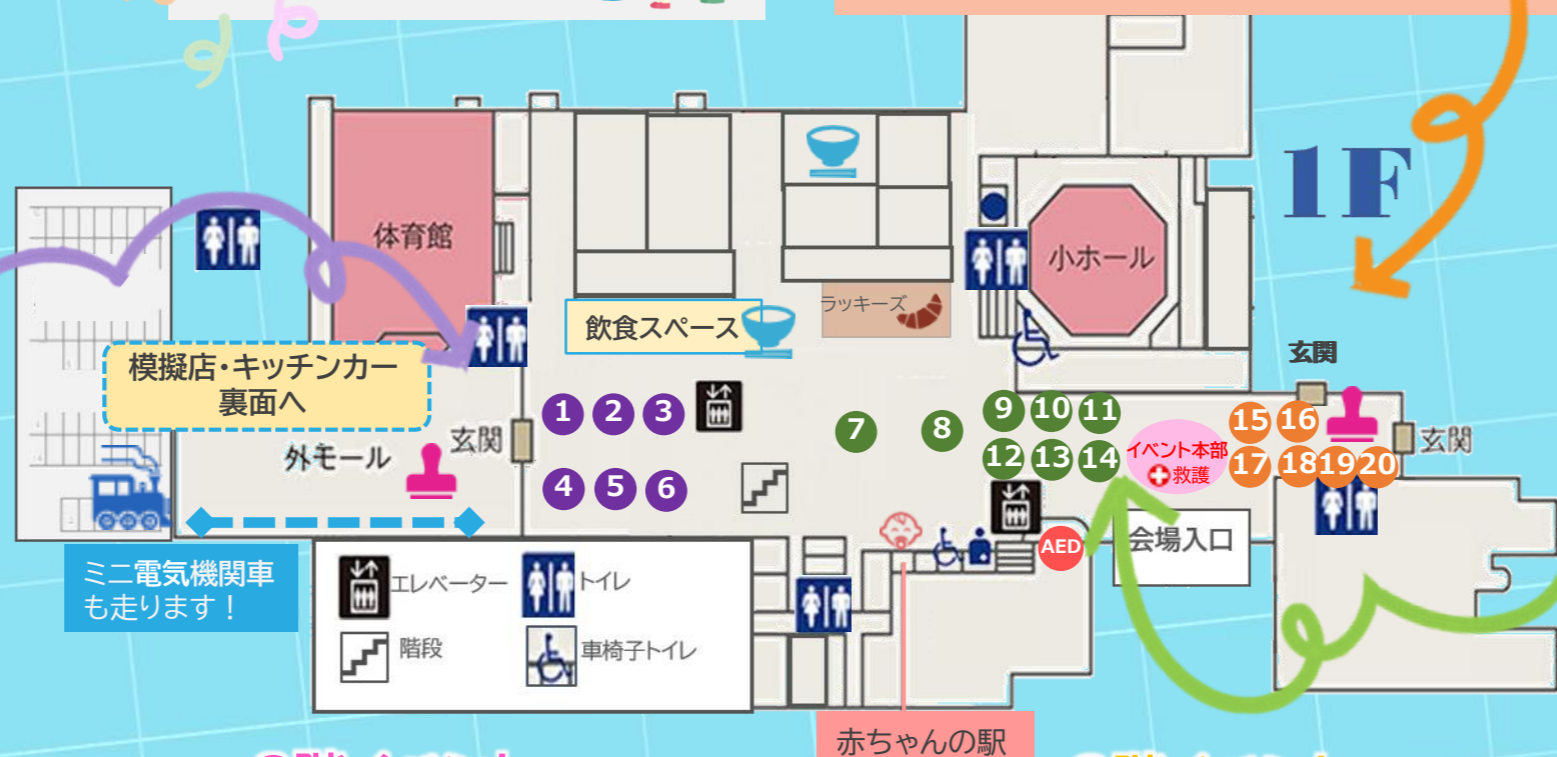 1F
体育館
小ホール
ラッキーズ
飲食スペース
模擬店・キッチンカー
裏面へ
玄関
1 2 3
9 10 11
15 16
7 8
外モール
玄関
玄関
イベント本部
救護
12 13 14
17 18 19 20
4 5 6
AED
会場入口
ミニ電気機関車
も走ります！
エレベーター
トイレ
階段
車椅子トイレ
赤ちゃんの駅